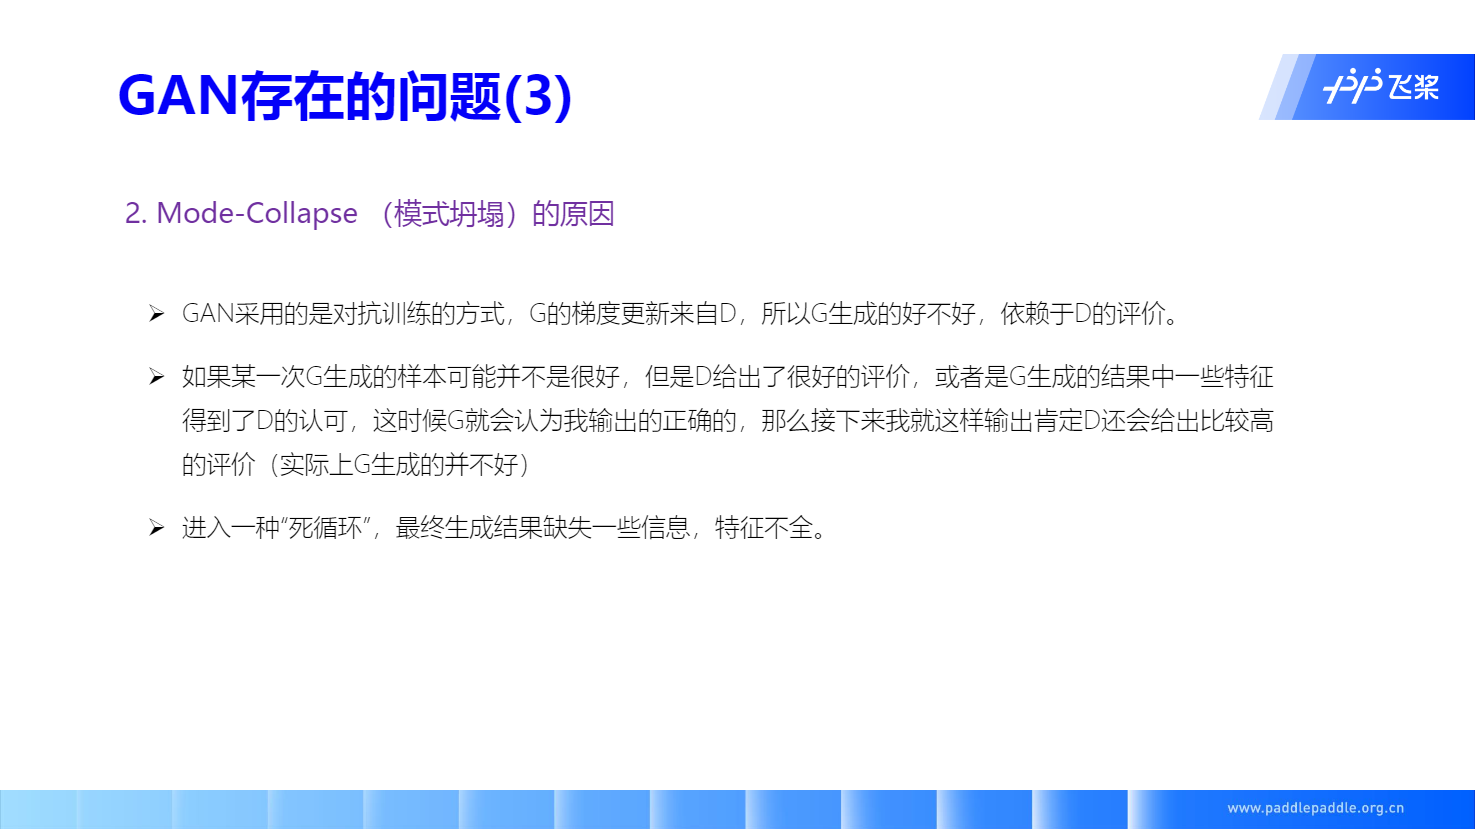 GAN存在的问题(3)
飞桨
2. Mode-Collapse （模式坍塌）的原因
➢ GAN采用的是对抗训练的方式，G的梯度更新来自D，所以G生成的好不好，依赖于D的评价。
➢ 如果某一次G生成的样本可能并不是很好，但是D给出了很好的评价，或者是G生成的结果中一些特征
得到了D的认可，这时候G就会认为我输出的正确的，那么接下来我就这样输出肯定D还会给出比较高
的评价（实际上G生成的并不好）
➢ 进入一种“死循环”，最终生成结果缺失一些信息，特征不全。
www.paddlepaddle.org.cn